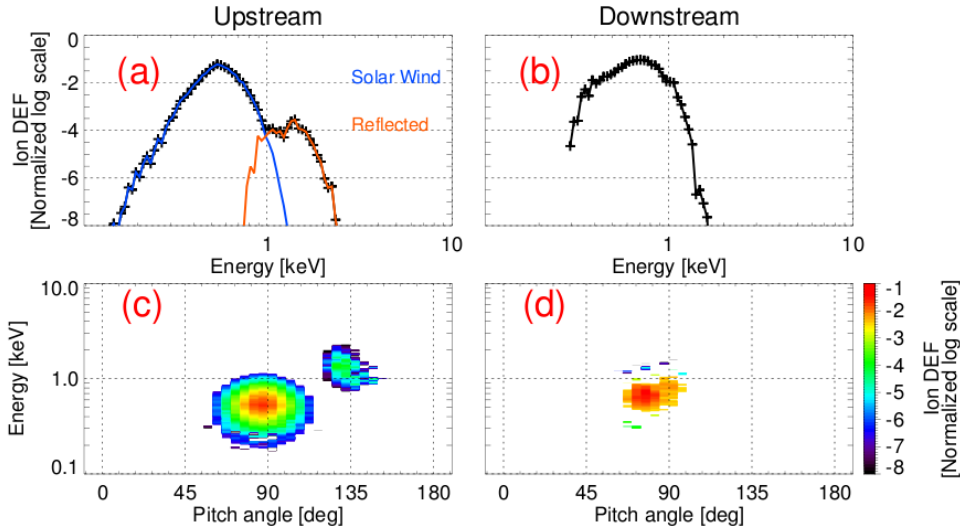 Upstream
Downstream
Ion DEF
[Normalized log scale]
0
-2
-4
-6
-8
(a)
Solar Wind
Reflected
(b)
1
10
1
10
Energy [keV]
Energy [keV]
Energy [keV]
10.0
1.0
0.1
(c)
(d)
-1
-2
-3
-4
-5
-6
-7
-8
Ion DEF
[Normalized log scale]
0
45
90
135
180
0
45
90
135
180
Pitch angle [deg]
Pitch angle [deg]